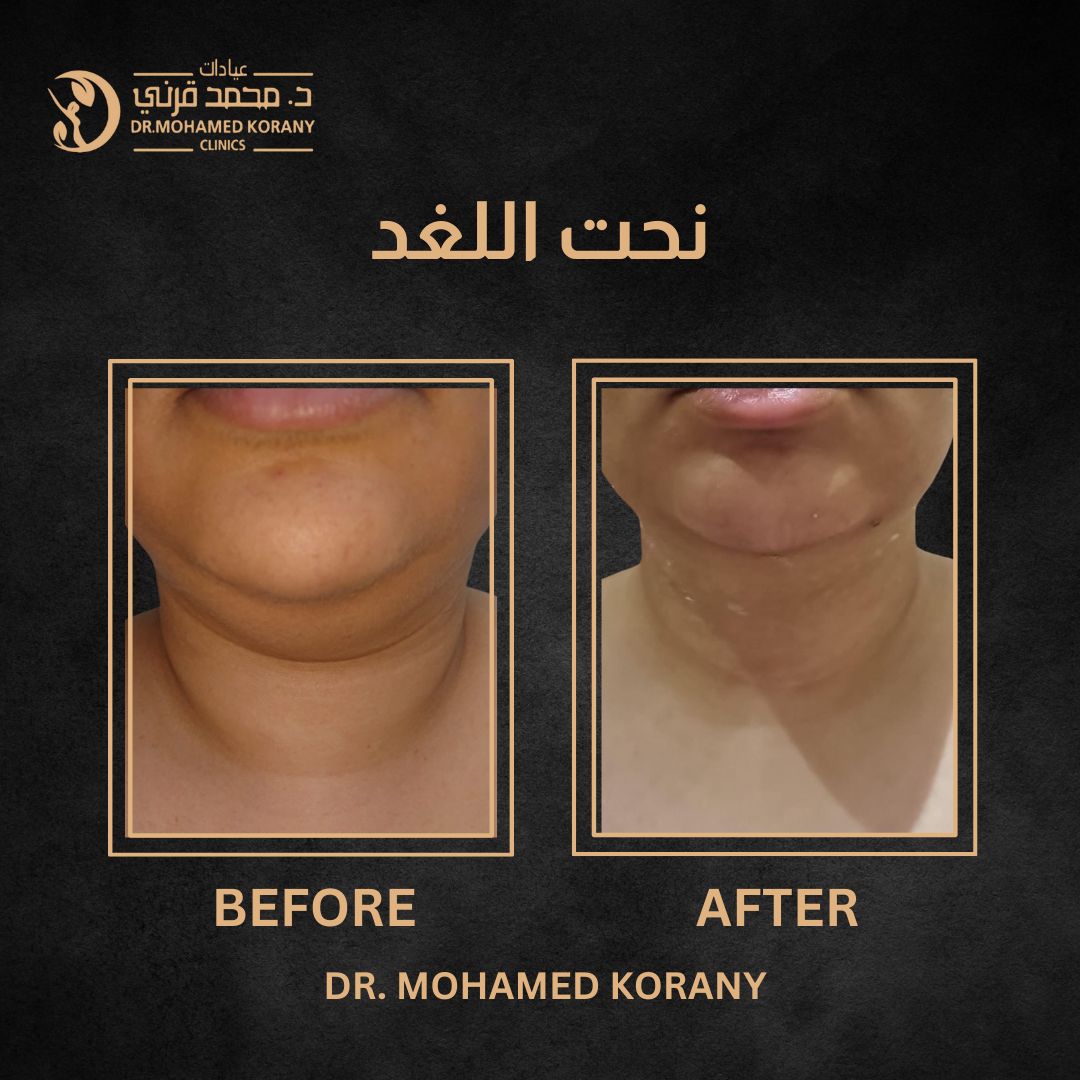 عيادات
د. محمد قرني
DR.MOHAMED KORANY
CLINICS
نحت اللغد
BEFORE
AFTER
DR. MOHAMED KORANY